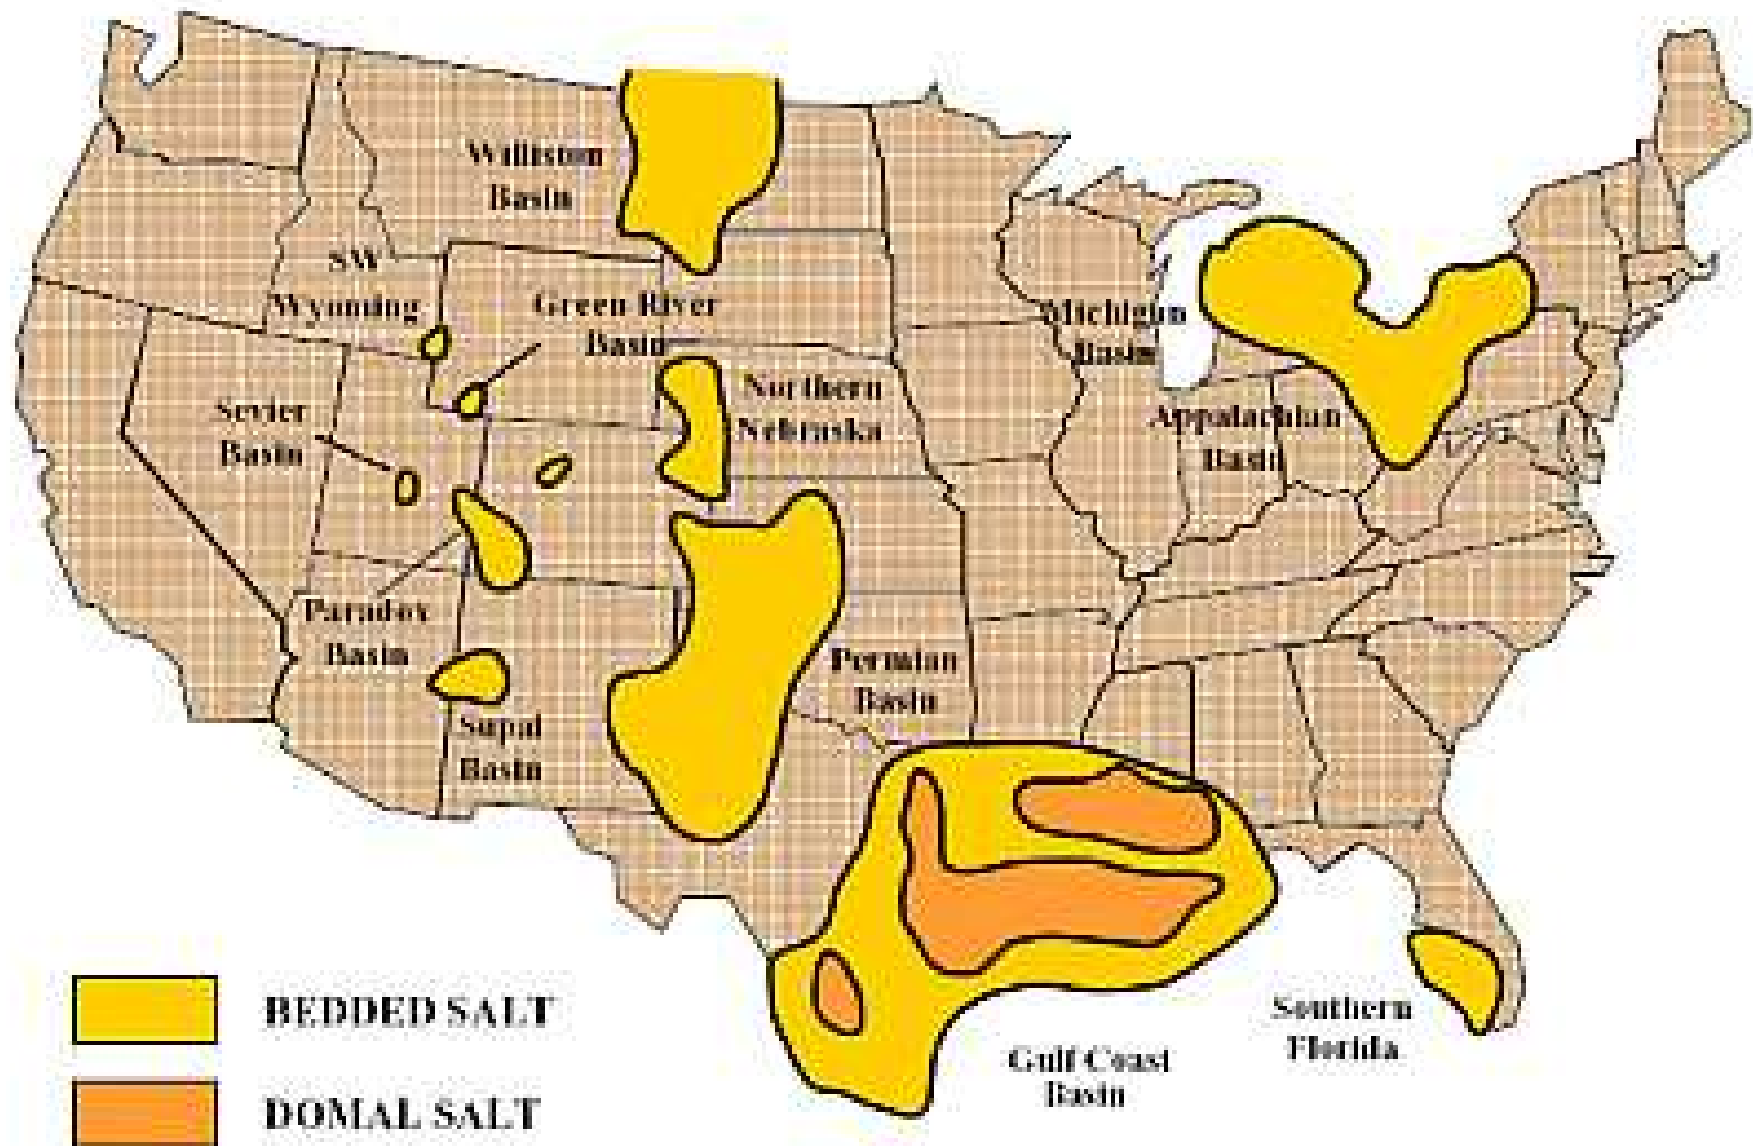 Williston
Basin
SW
Wyoming
Green River
Basin
Michigan
Basin
Northern
Nebraska
Sevier
Basin
Appalachian
Basin
Paradox
Basin
Permian
Basin
Supai
Basin
Southern
Florida
Gulf Coast
Basin
BEDDED SALT
DOMAL SALT